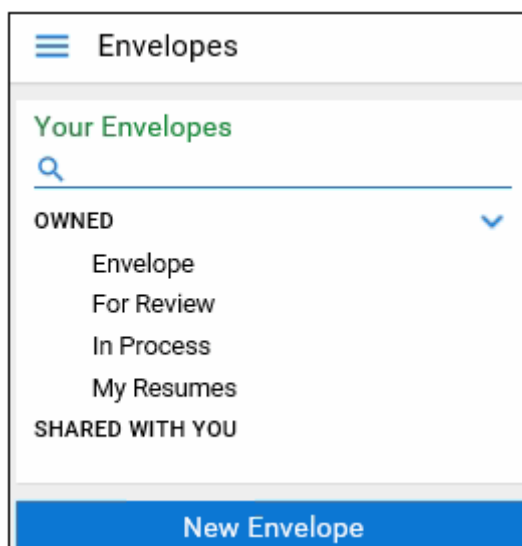 Envelopes
Your Envelopes
OWNED
Envelope
For Review
In Process
My Resumes
SHARED WITH YOU
New Envelope